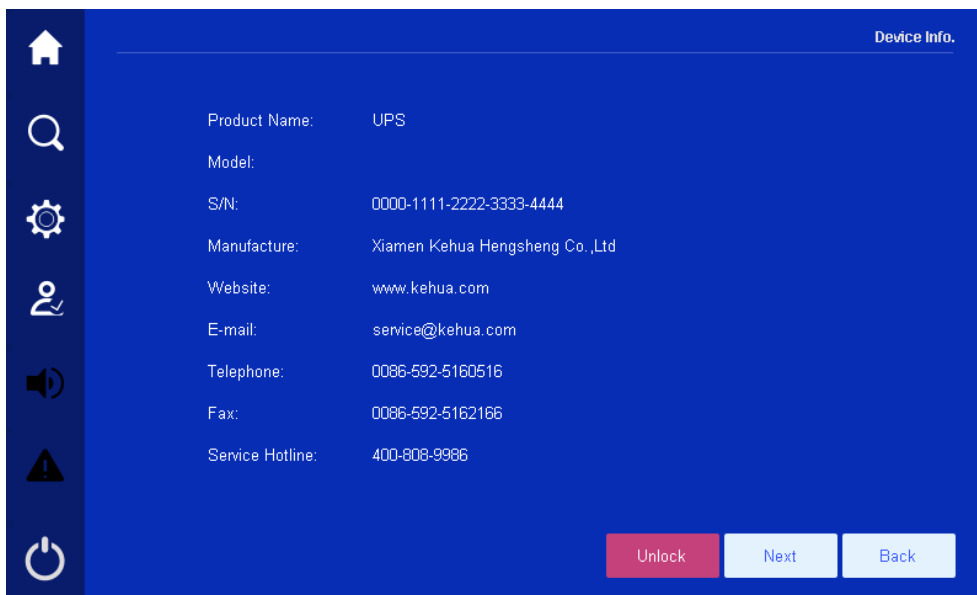 Device Info.
Product Name: UPS
Model:
S/N: 0000-1111-2222-3333-4444
Manufacture: Xiamen Kehua Hengsheng Co.,Ltd
Website: www.kehua.com
E-mail: service@kehua.com
Telephone: 0086-592-5160516
Fax: 0086-592-5162166
Service Hotline: 400-808-9986
Unlock Next Back